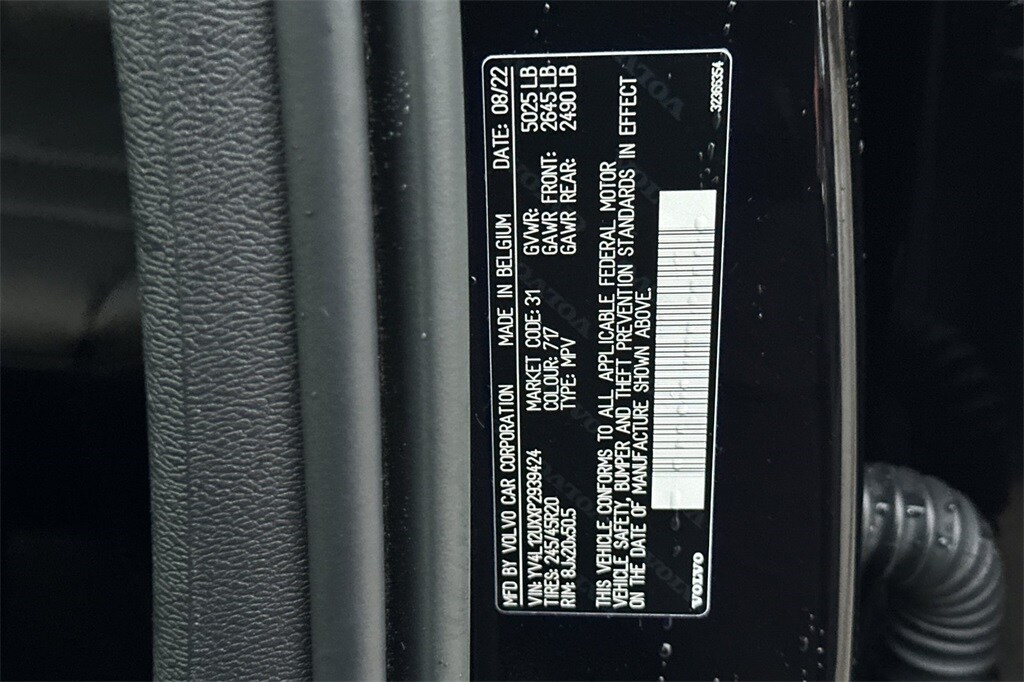 MFD BY VOLVO CAR CORPORATION MADE IN BELGIUM DATE: 08/22
VIN: YV4L12UXXP2939424 MARKET CODE: 31 GVWR: 5025 LB
TIRES: 245/45R20 COLOUR: 717 GAWR FRONT: 2645 LB
RIM: 8Jx20x50.5 TYPE: MPV GAWR REAR: 2490 LB
THIS VEHICLE CONFORMS TO ALL APPLICABLE FEDERAL MOTOR
VEHICLE SAFETY, BUMPER AND THEFT PREVENTION STANDARDS IN EFFECT
ON THE DATE OF MANUFACTURE SHOWN ABOVE.
VOLVO 32366354